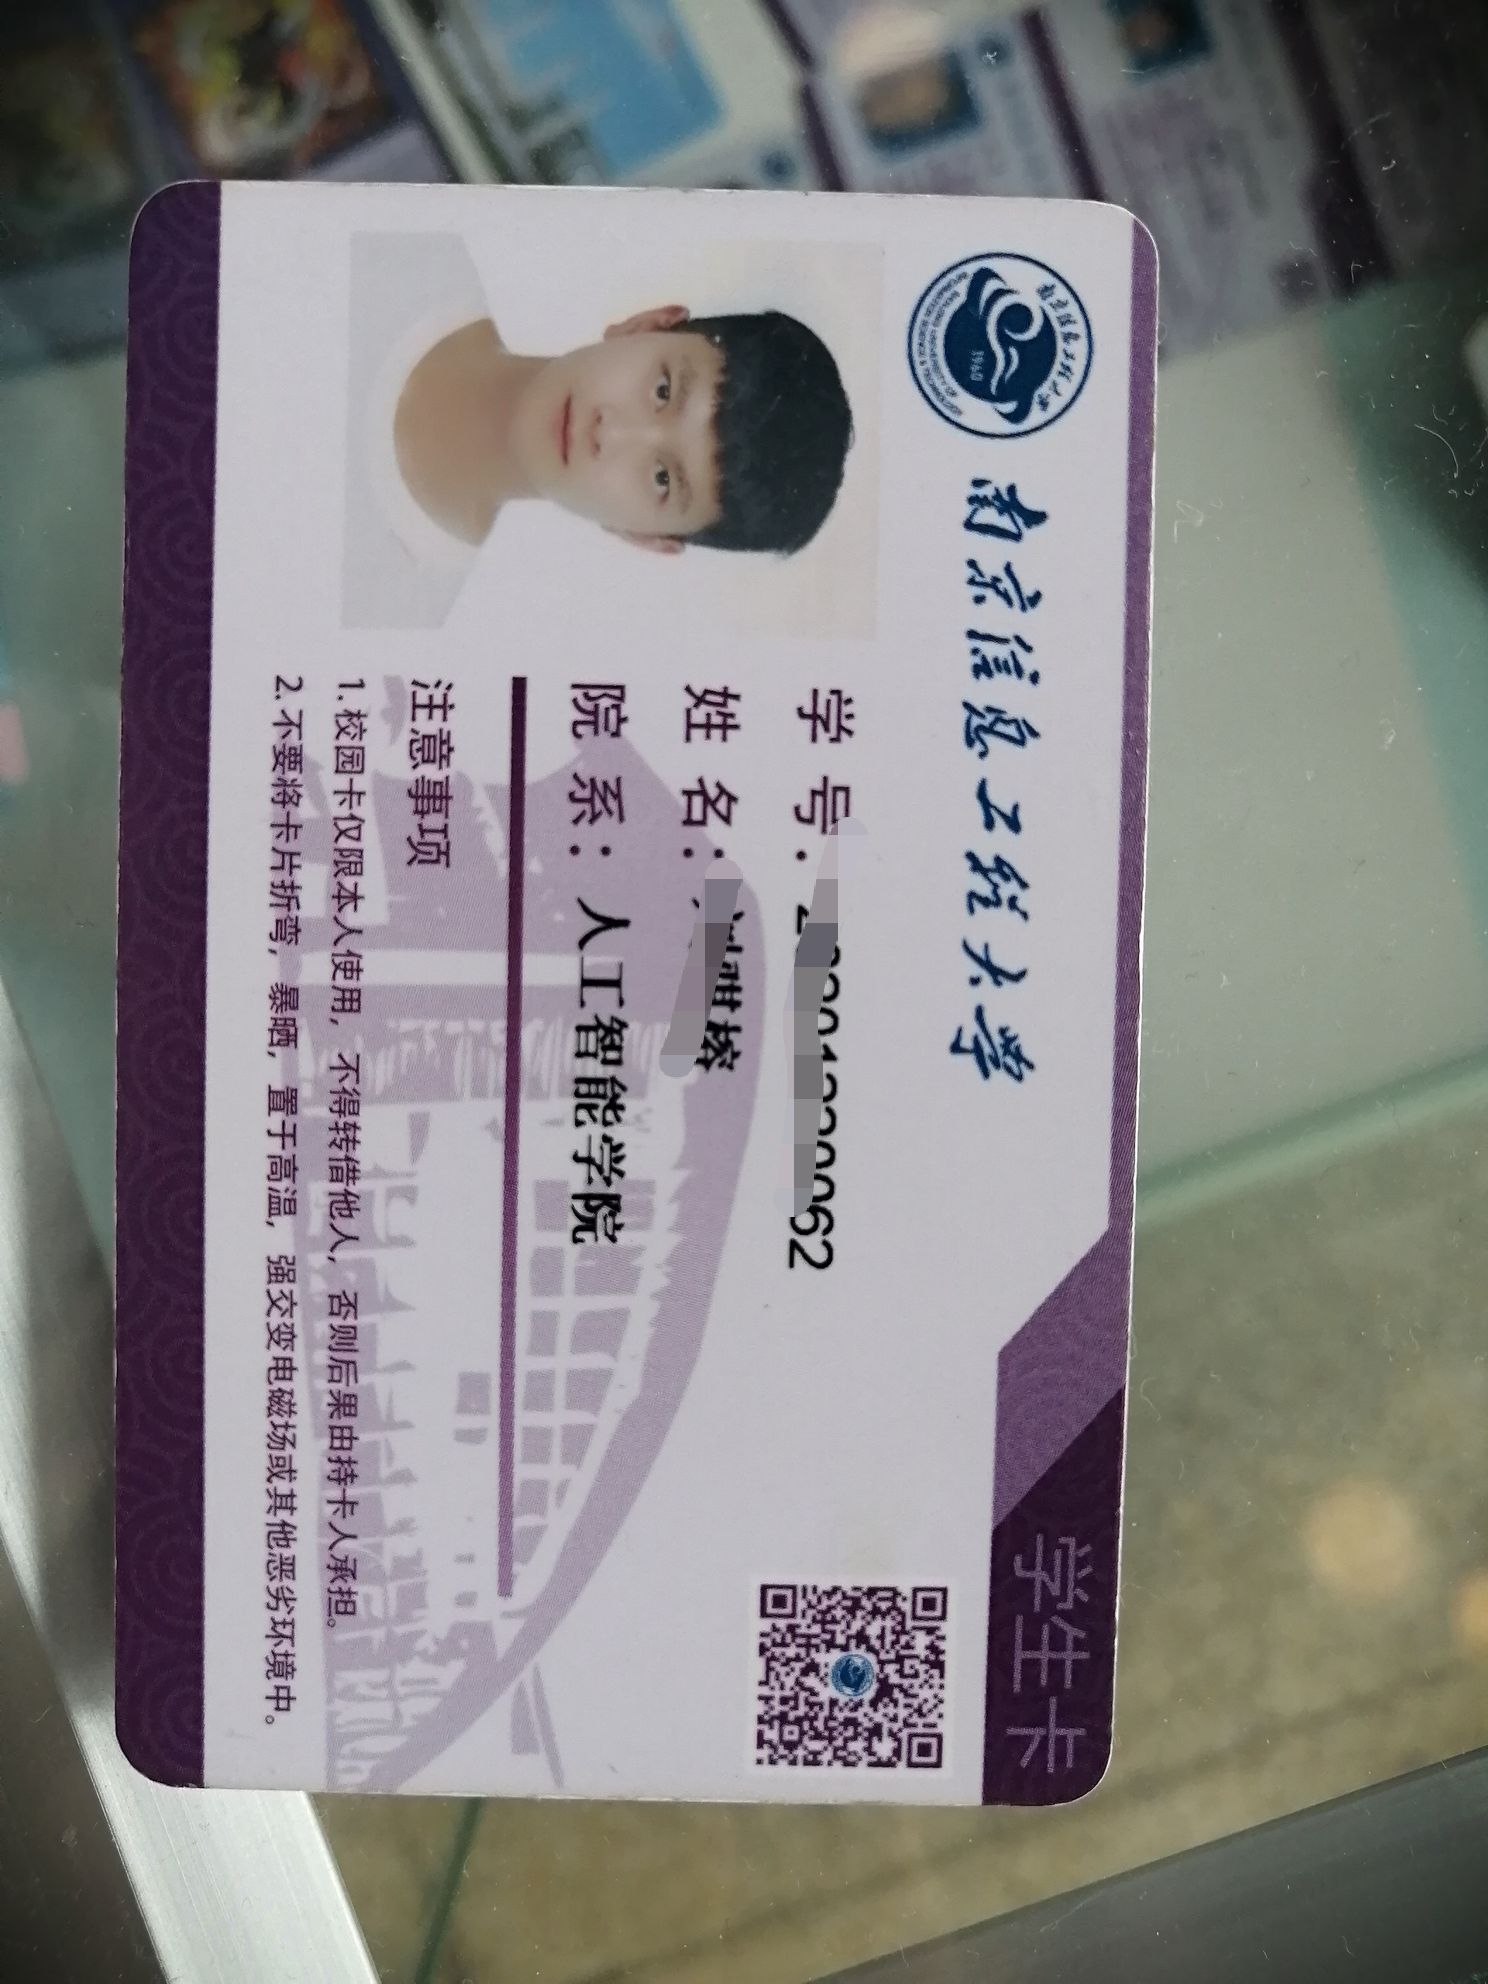 南京信息工程大学
1960
学生卡
学 号：
姓 名：
院 系：人工智能学院
注意事项
1. 校园卡仅限本人使用，不得转借他人，否则后果由持卡人承担。
2. 不要将卡片折弯，暴晒，置于高温，强交变电磁场或其他恶劣环境中。